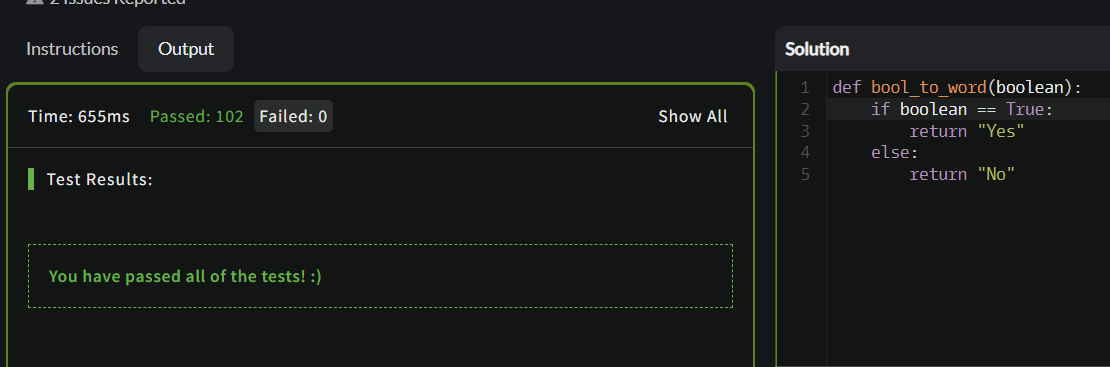 2 Issues Reported
Instructions Output
Time: 655ms Passed: 102 Failed: 0 Show All
Test Results:
You have passed all of the tests! :)
Solution
1 def bool_to_word(boolean):
2     if boolean == True:
3         return "Yes"
4     else:
5         return "No"